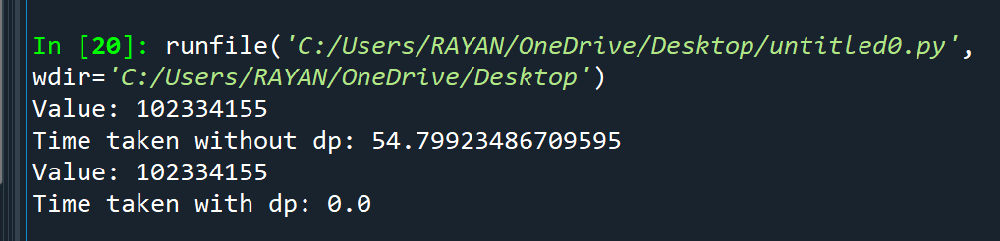 In [20]: runfile('C:/Users/RAYAN/OneDrive/Desktop/untitled0.py',
wdir='C:/Users/RAYAN/OneDrive/Desktop')
Value: 102334155
Time taken without dp: 54.79923486709595
Value: 102334155
Time taken with dp: 0.0